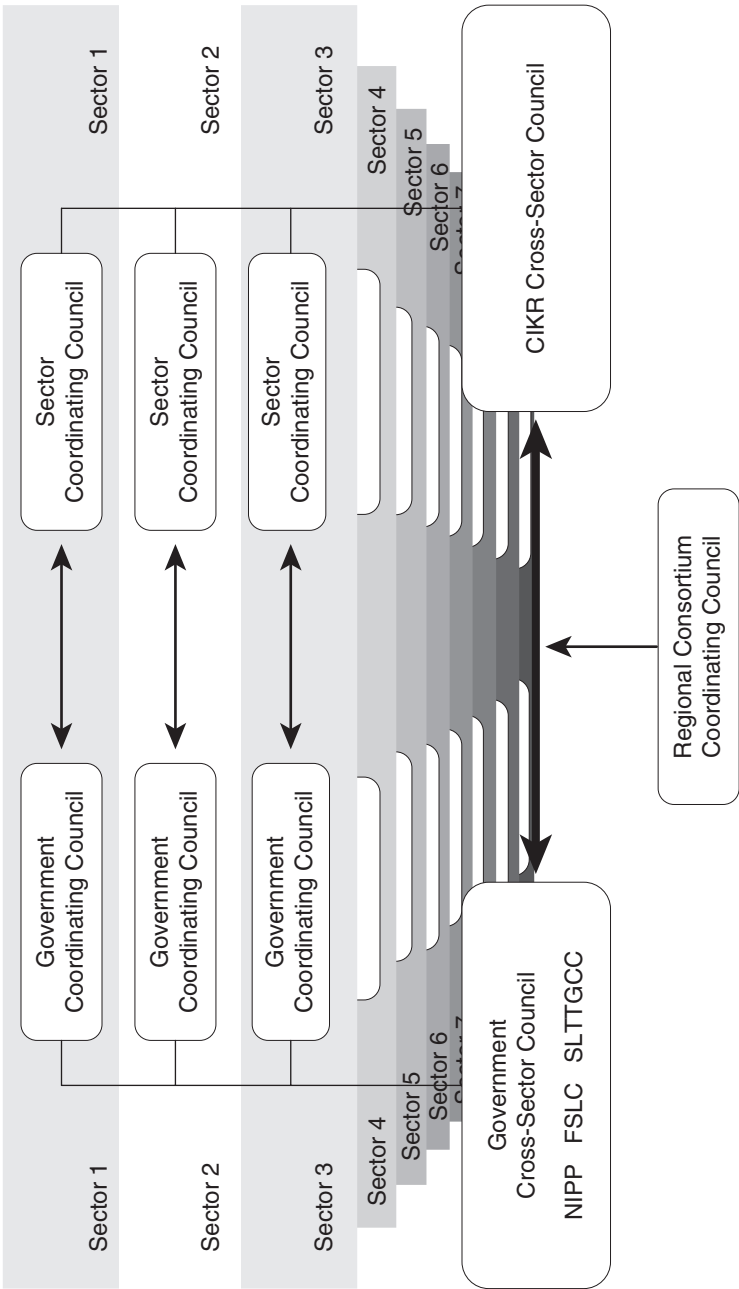 Sector 1
Government
Coordinating Council
Sector
Coordinating Council
Sector 1
Sector 2
Government
Coordinating Council
Sector
Coordinating Council
Sector 2
Sector 3
Government
Coordinating Council
Sector
Coordinating Council
Sector 3
Sector 4
Sector 4
Sector 5
Sector 5
Sector 6
Sector 6
Government
Cross-Sector Council
NIPP FSLC SLTTGCC
CIKR Cross-Sector Council
Regional Consortium
Coordinating Council